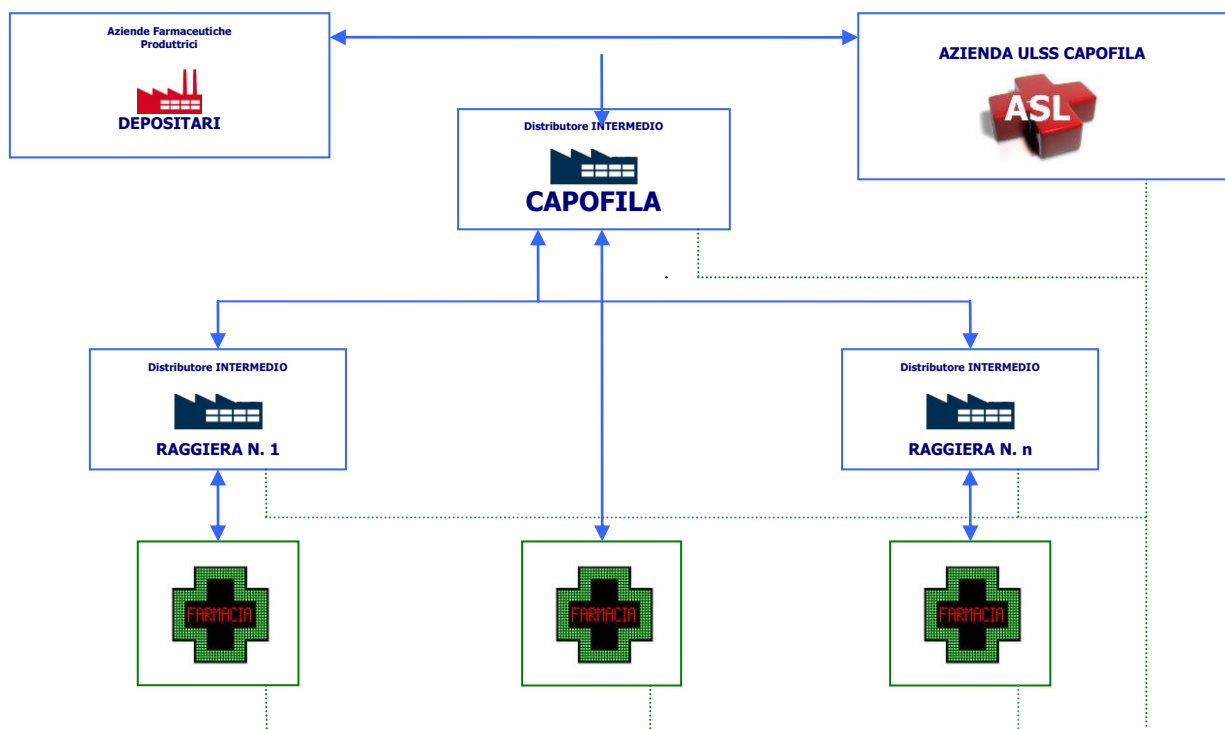 Aziende Farmaceutiche
Produttrici
DEPOSITARI
AZIENDA ULSS CAPOFILA
ASL
Distributore INTERMEDIO
CAPOFILA
.
Distributore INTERMEDIO
RAGGIERA N. 1
Distributore INTERMEDIO
RAGGIERA N. n
FARMACIA
FARMACIA
FARMACIA